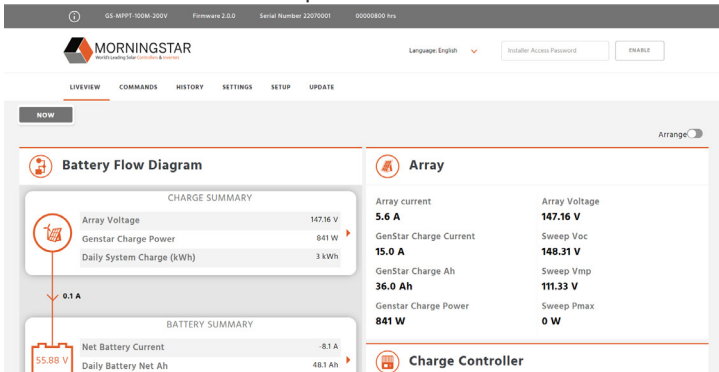 GS-MPPT-100M-200V Firmware 2.0.0 Serial Number 22070001 00000800 hrs
MORNINGSTAR
World's Leading Solar Controllers & Inverters
Language: English Installer Access Password ENABLE
LIVEVIEW COMMANDS HISTORY SETTINGS SETUP UPDATE
NOW
Arrange
Battery Flow Diagram
CHARGE SUMMARY
Array Voltage 147.16 V
Genstar Charge Power 841 W
Daily System Charge (kWh) 3 kWh
0.1 A
BATTERY SUMMARY
55.88 V
Net Battery Current -8.1 A
Daily Battery Net Ah 48.1 Ah
Array
Array current Array Voltage
5.6 A 147.16 V
GenStar Charge Current Sweep Voc
15.0 A 148.31 V
GenStar Charge Ah Sweep Vmp
36.0 Ah 111.33 V
Genstar Charge Power Sweep Pmax
841 W 0 W
Charge Controller